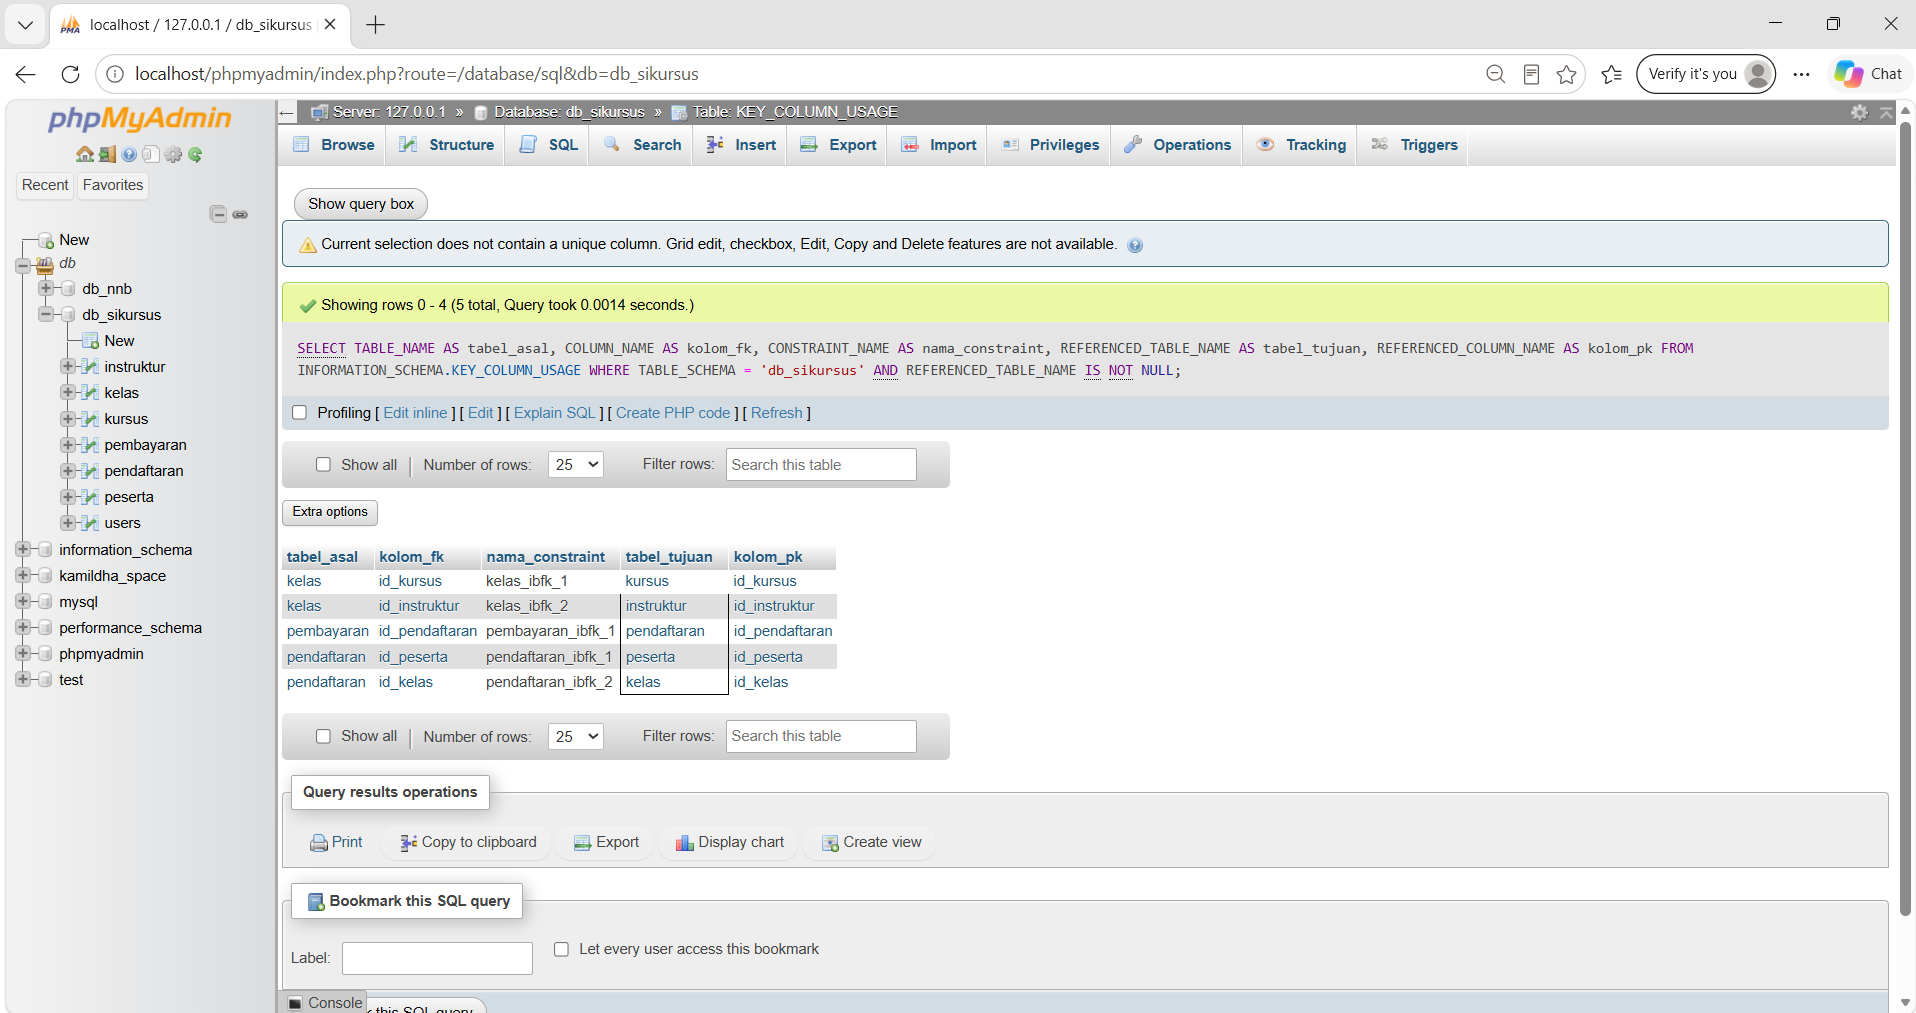 localhost / 127.0.0.1 / db_sikursus
localhost/phpmyadmin/index.php?route=/database/sql&db=db_sikursus
Verify it's you
Chat
phpMyAdmin
Recent Favorites
New
db
db_nnb
db_sikursus
New
instruktur
kelas
kursus
pembayaran
pendaftaran
peserta
users
information_schema
kamildha_space
mysql
performance_schema
phpmyadmin
test
Server: 127.0.0.1 » Database: db_sikursus » Table: KEY_COLUMN_USAGE
Browse Structure SQL Search Insert Export Import Privileges Operations Tracking Triggers
Show query box
Current selection does not contain a unique column. Grid edit, checkbox, Edit, Copy and Delete features are not available.
Showing rows 0 - 4 (5 total, Query took 0.0014 seconds.)
SELECT TABLE_NAME AS tabel_asal, COLUMN_NAME AS kolom_fk, CONSTRAINT_NAME AS nama_constraint, REFERENCED_TABLE_NAME AS tabel_tujuan, REFERENCED_COLUMN_NAME AS kolom_pk FROM
INFORMATION_SCHEMA.KEY_COLUMN_USAGE WHERE TABLE_SCHEMA = 'db_sikursus' AND REFERENCED_TABLE_NAME IS NOT NULL;
Profiling [ Edit inline ] [ Edit ] [ Explain SQL ] [ Create PHP code ] [ Refresh ]
Show all | Number of rows: 25 Filter rows: Search this table
Extra options
tabel_asal kolom_fk nama_constraint tabel_tujuan kolom_pk
kelas id_kursus kelas_ibfk_1 kursus id_kursus
kelas id_instruktur kelas_ibfk_2 instruktur id_instruktur
pembayaran id_pendaftaran pembayaran_ibfk_1 pendaftaran id_pendaftaran
pendaftaran id_peserta pendaftaran_ibfk_1 peserta id_peserta
pendaftaran id_kelas pendaftaran_ibfk_2 kelas id_kelas
Show all | Number of rows: 25 Filter rows: Search this table
Query results operations
Print Copy to clipboard Export Display chart Create view
Bookmark this SQL query
Label: Let every user access this bookmark
Console
this SQL query